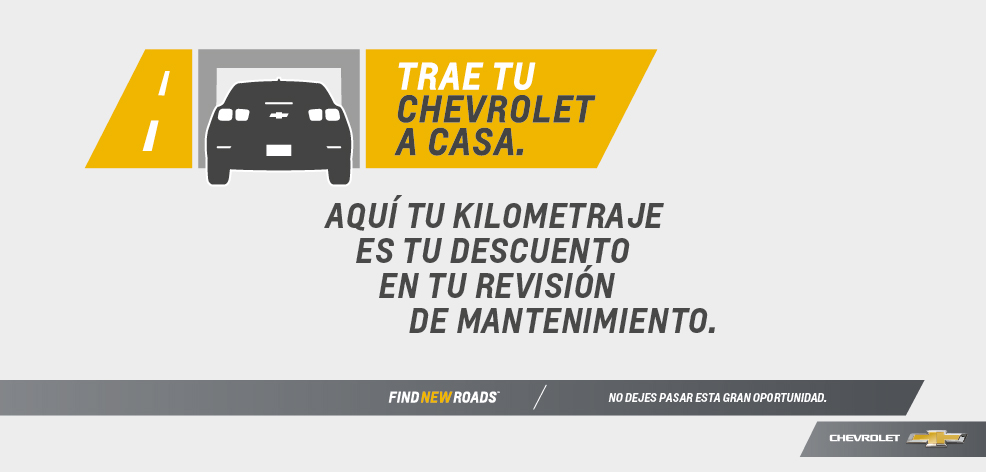 TRAE TU
CHEVROLET
A CASA.
AQUÍ TU KILOMETRAJE
ES TU DESCUENTO
EN TU REVISIÓN
DE MANTENIMIENTO.
FIND NEW ROADS™
NO DEJES PASAR ESTA GRAN OPORTUNIDAD.
CHEVROLET